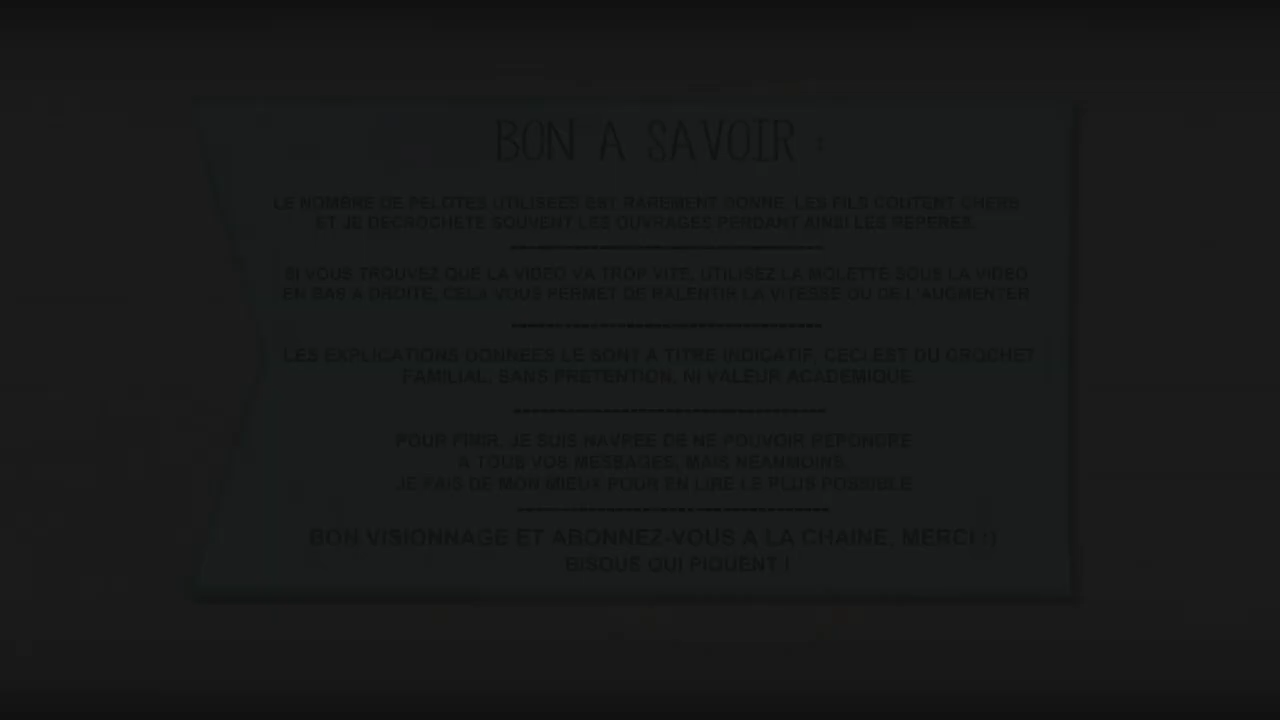 BON A SAVOIR :
LE NOMBRE DE PELOTES UTILISEES EST RAREMENT DONNE, LES FILS COUTENT CHERS
ET JE DECROCHETE SOUVENT LES OUVRAGES PERDANT AINSI LES REPERES.
SI VOUS TROUVEZ QUE LA VIDEO VA TROP VITE, UTILISEZ LA MOLETTE SOUS LA VIDEO
EN BAS A DROITE, CELA VOUS PERMET DE RALENTIR LA VITESSE OU DE L'AUGMENTER
LES EXPLICATIONS DONNEES LE SONT A TITRE INDICATIF, CECI EST DU CROCHET
FAMILIAL, SANS PRETENTION, NI VALEUR ACADEMIQUE.
POUR FINIR, JE SUIS NAVREE DE NE POUVOIR REPONDRE
A TOUS VOS MESSAGES, MAIS NEANMOINS
JE FAIS DE MON MIEUX POUR EN LIRE LE PLUS POSSIBLE
BON VISIONNAGE ET ABONNEZ-VOUS A LA CHAINE, MERCI :)
BISOUS QUI PIQUENT !